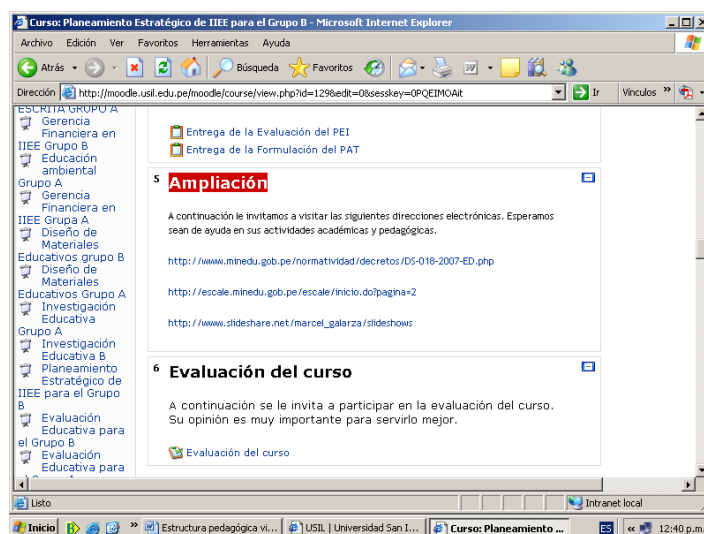 Curso: Planeamiento Estratégico de IIEE para el Grupo B - Microsoft Internet Explorer
Archivo Edición Ver Favoritos Herramientas Ayuda
Atrás Búsqueda Favoritos
Dirección http://moodle.usil.edu.pe/moodle/course/view.php?id=129&edit=0&sesskey=0PQEIMOAit Ir Vínculos »
ESCRITA GRUPO A
Gerencia
Financiera en
IIEE Grupo B
Educación
ambiental
Grupo A
Gerencia
Financiera en
IIEE Grupa A
Diseño de
Materiales
Educativos grupo B
Diseño de
Materiales
Educativos Grupo A
Investigación
Educativa
Grupo A
Investigación
Educativa B
Planeamiento
Estratégico de
IIEE para el Grupo
B
Evaluación
Educativa para
el Grupo B
Evaluación
Educativa para
Entrega de la Evaluación del PEI
Entrega de la Formulación del PAT
5 Ampliación
A continuación le invitamos a visitar las siguientes direcciones electrónicas. Esperamos
sean de ayuda en sus actividades académicas y pedagógicas.
http://www.minedu.gob.pe/normatividad/decretos/DS-018-2007-ED.php
http://escale.minedu.gob.pe/escale/inicio.do?pagina=2
http://www.slideshare.net/marcel_galarza/slideshows
6 Evaluación del curso
A continuación se le invita a participar en la evaluación del curso.
Su opinión es muy importante para servirlo mejor.
Evaluación del curso
Listo Intranet local
Inicio » Estructura pedagógica vi... USIL | Universidad San I... Curso: Planeamiento ... ES « 12:40 p.m.